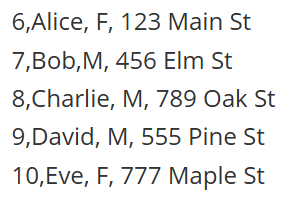 6,Alice, F, 123 Main St
7,Bob,M, 456 Elm St
8,Charlie, M, 789 Oak St
9,David, M, 555 Pine St
10,Eve, F, 777 Maple St